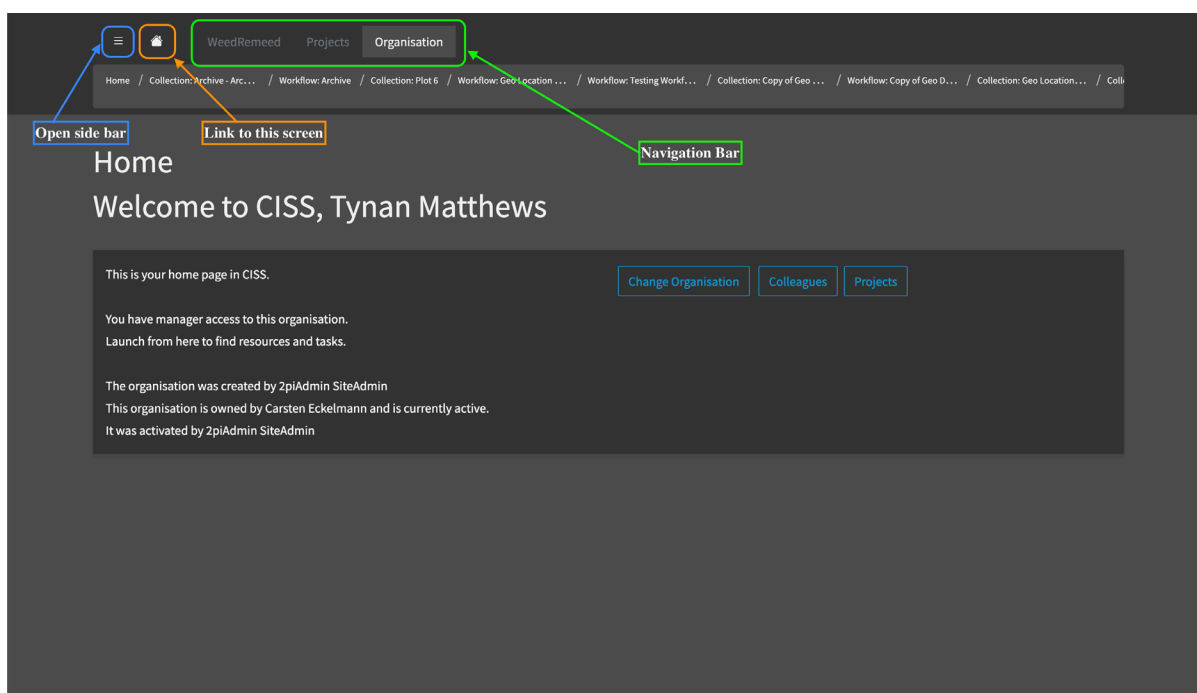 WeedRemeed Projects Organisation
Home / Collection: Archive - Arc... / Workflow: Archive / Collection: Plot 6 / Workflow: Geo Location ... / Workflow: Testing Workf... / Collection: Copy of Geo ... / Workflow: Copy of Geo D... / Collection: Geo Location... / Coll
Open side bar
Link to this screen
Navigation Bar
Home
Welcome to CISS, Tynan Matthews
This is your home page in CISS.
Change Organisation Colleagues Projects
You have manager access to this organisation.
Launch from here to find resources and tasks.
The organisation was created by 2piAdmin SiteAdmin
This organisation is owned by Carsten Eckelmann and is currently active.
It was activated by 2piAdmin SiteAdmin